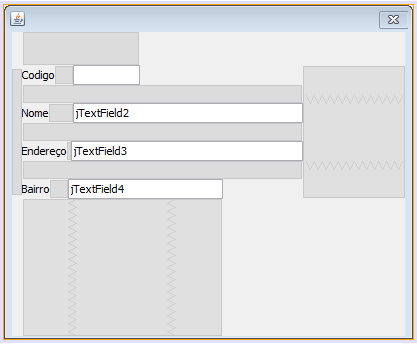 Codigo
Nome jTextField2
Endereço jTextField3
Bairro jTextField4